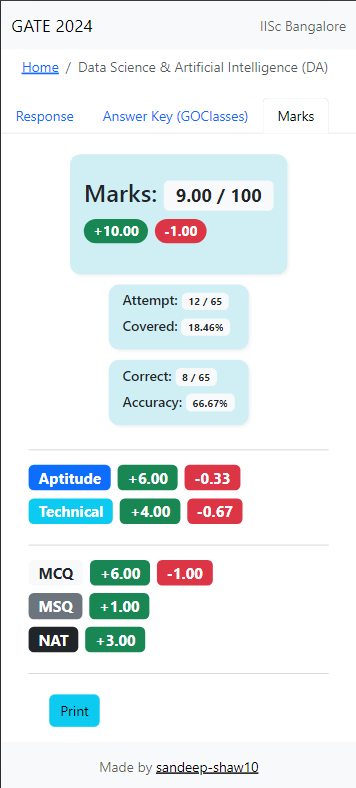 GATE 2024 IISc Bangalore
Home / Data Science & Artificial Intelligence (DA)
Response Answer Key (GOClasses) Marks
Marks: 9.00 / 100
+10.00 -1.00
Attempt: 12 / 65
Covered: 18.46%
Correct: 8 / 65
Accuracy: 66.67%
Aptitude +6.00 -0.33
Technical +4.00 -0.67
MCQ +6.00 -1.00
MSQ +1.00
NAT +3.00
Print
Made by sandeep-shaw10